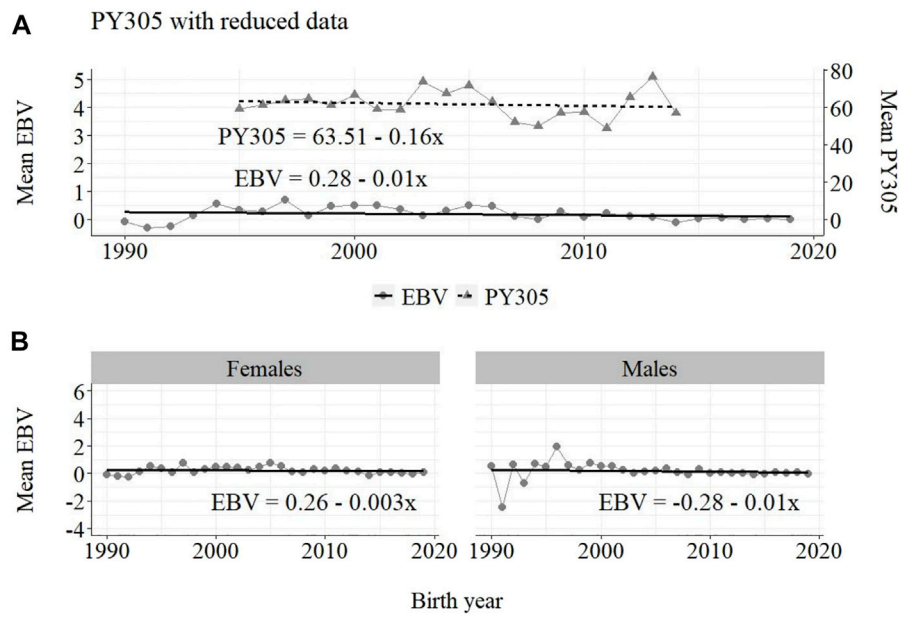 A PY305 with reduced data
5
4
3
2
1
0
Mean EBV
80
60
40
20
0
Mean PY305
PY305 = 63.51 - 0.16x
EBV = 0.28 - 0.01x
1990 2000 2010 2020
EBV PY305
B
Females Males
6
4
2
0
-2
-4
Mean EBV
EBV = 0.26 - 0.003x EBV = -0.28 - 0.01x
1990 2000 2010 2020 1990 2000 2010 2020
Birth year